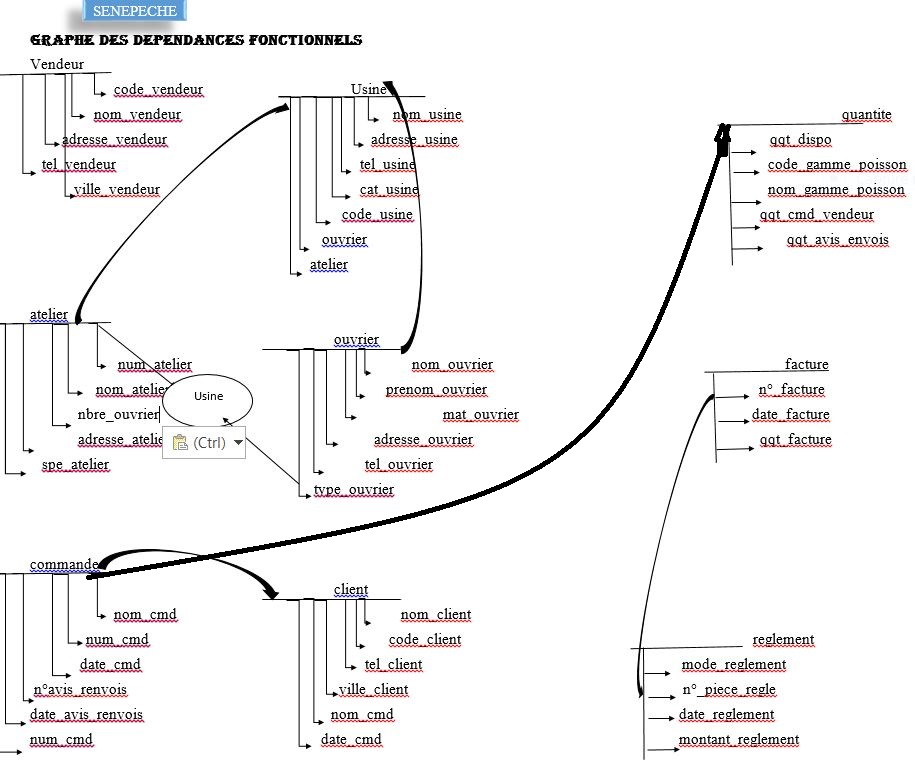 SENEPECHE
GRAPHE DES DEPENDANCES FONCTIONNELS
Vendeur
code_vendeur
nom_vendeur
adresse_vendeur
tel_vendeur
ville_vendeur
Usine
nom_usine
adresse_usine
tel_usine
cat_usine
code_usine
ouvrier
atelier
quantite
qqt_dispo
code_gamme_poisson
nom_gamme_poisson
qqt_cmd_vendeur
qqt_avis_envois
atelier
num_atelier
nom_atelier
nbre_ouvrier
adresse_atelie
spe_atelier
Usine
(Ctrl)
ouvrier
nom_ouvrier
prenom_ouvrier
mat_ouvrier
adresse_ouvrier
tel_ouvrier
type_ouvrier
facture
n°_facture
date_facture
qqt_facture
commande
nom_cmd
num_cmd
date_cmd
n°avis_renvois
date_avis_renvois
num_cmd
client
nom_client
code_client
tel_client
ville_client
nom_cmd
date_cmd
reglement
mode_reglement
n°_piece_regle
date_reglement
montant_reglement